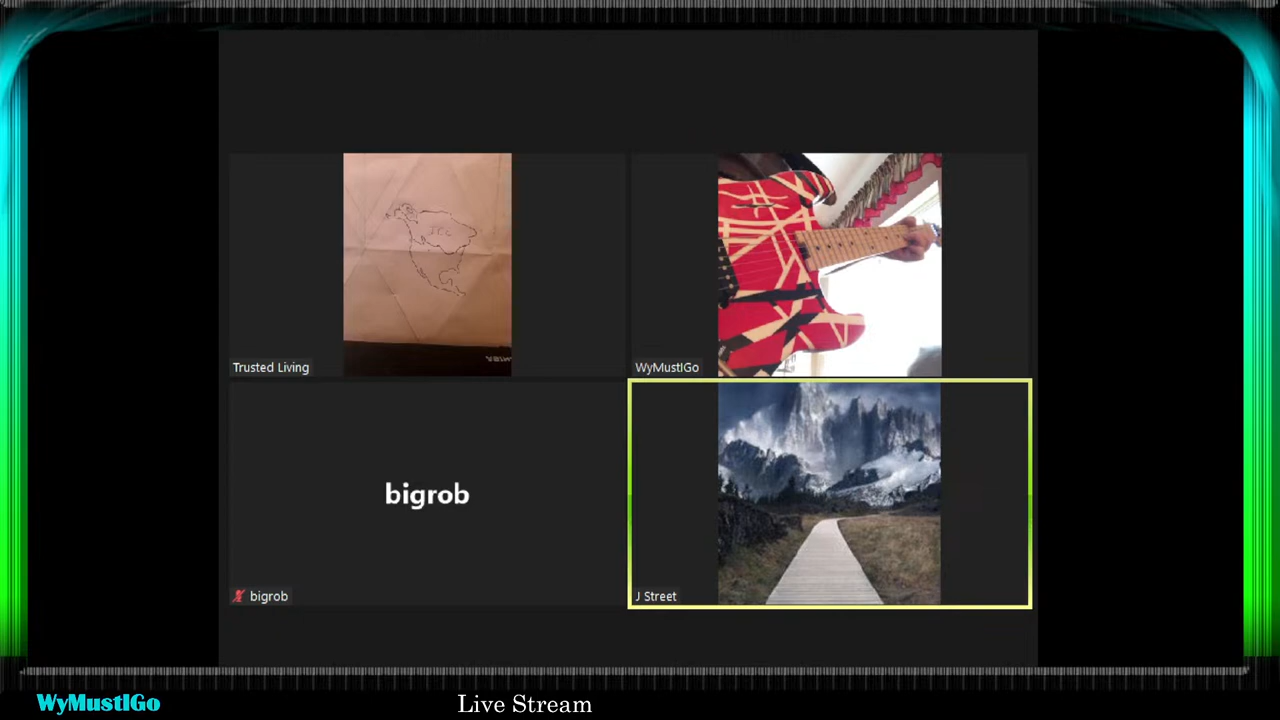 Trusted Living
WyMustIGo
bigrob
bigrob
J Street
WyMustIGo
Live Stream